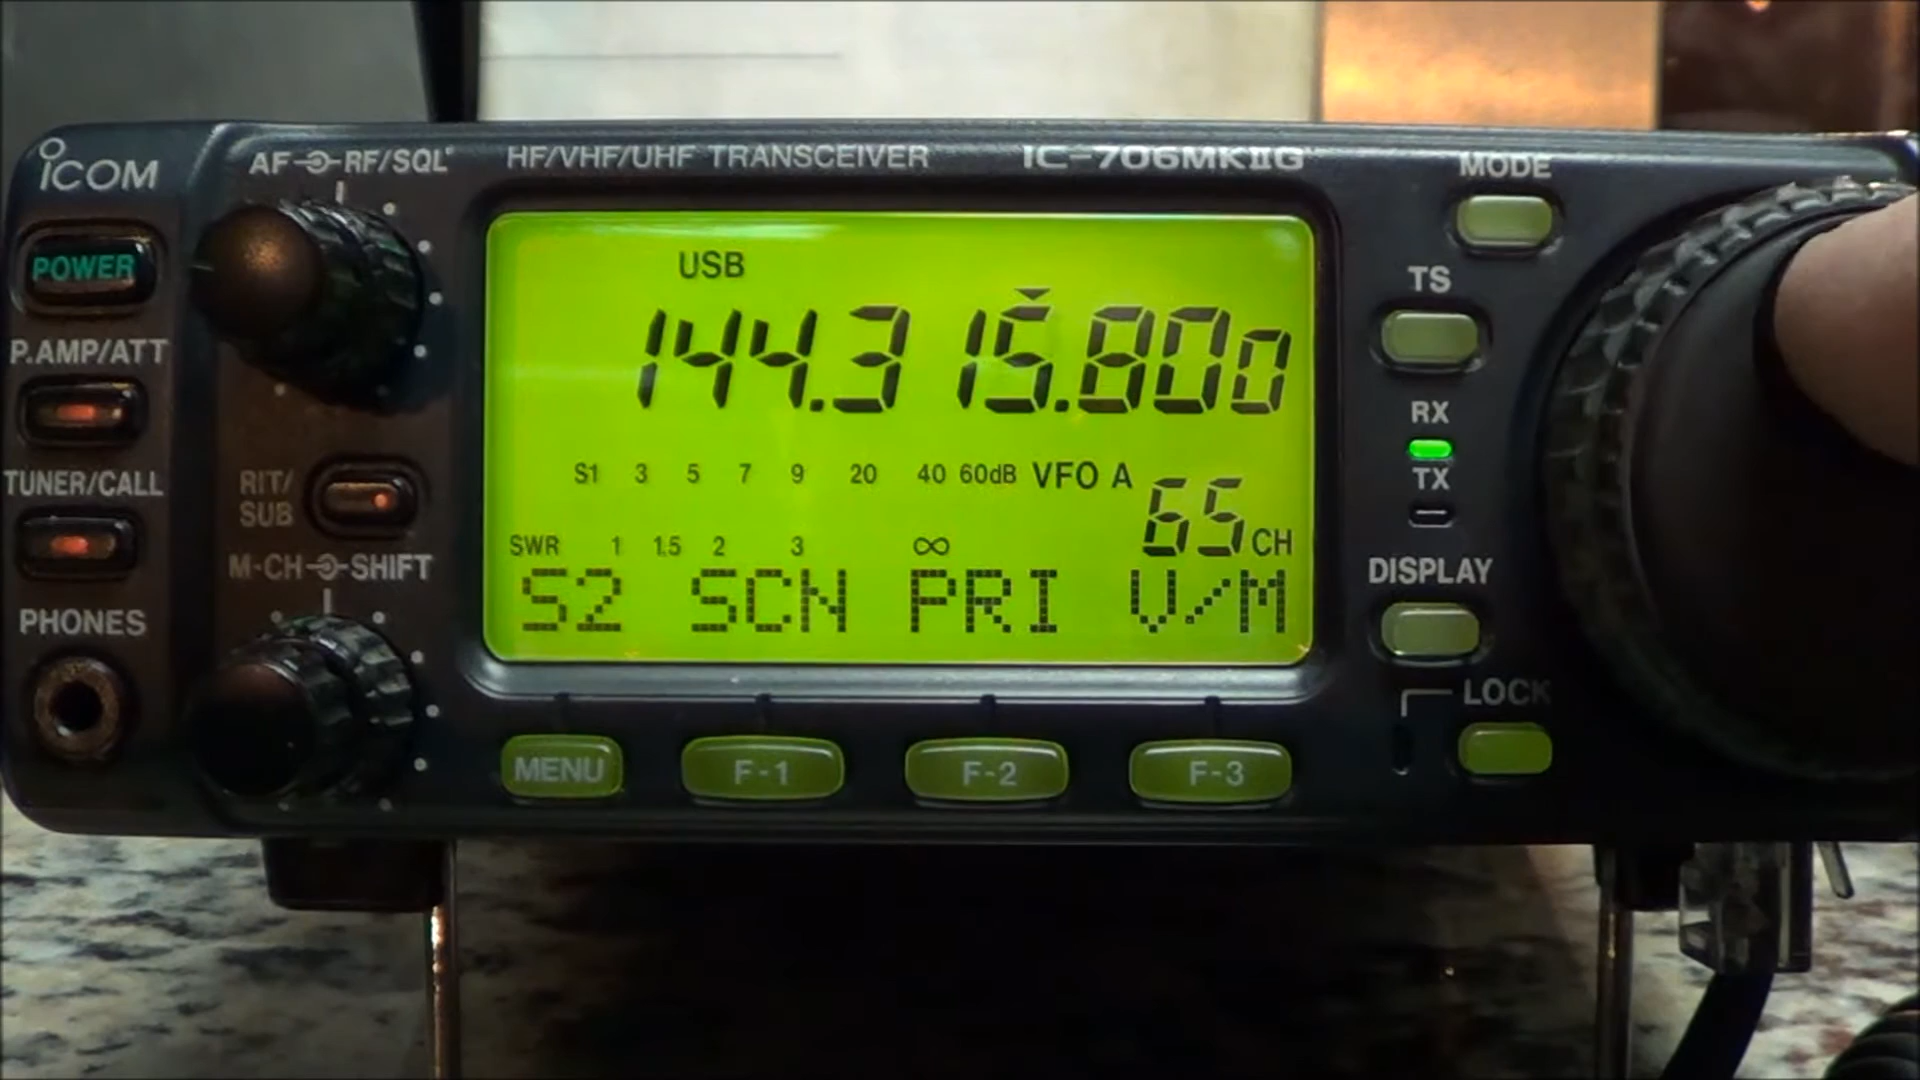 ICOM
AF RF/SQL
HF/VHF/UHF TRANSCEIVER
IC-706MKIIG
MODE
POWER
USB
TS
144.315.800
P.AMP/ATT
RX
S1 3 5 7 9 20 40 60dB VFO A
TX
TUNER/CALL
RIT/
SUB
65CH
SWR 1 1.5 2 3 ∞
M-CH SHIFT
DISPLAY
S2 SCN PRI V/M
PHONES
LOCK
MENU F-1 F-2 F-3